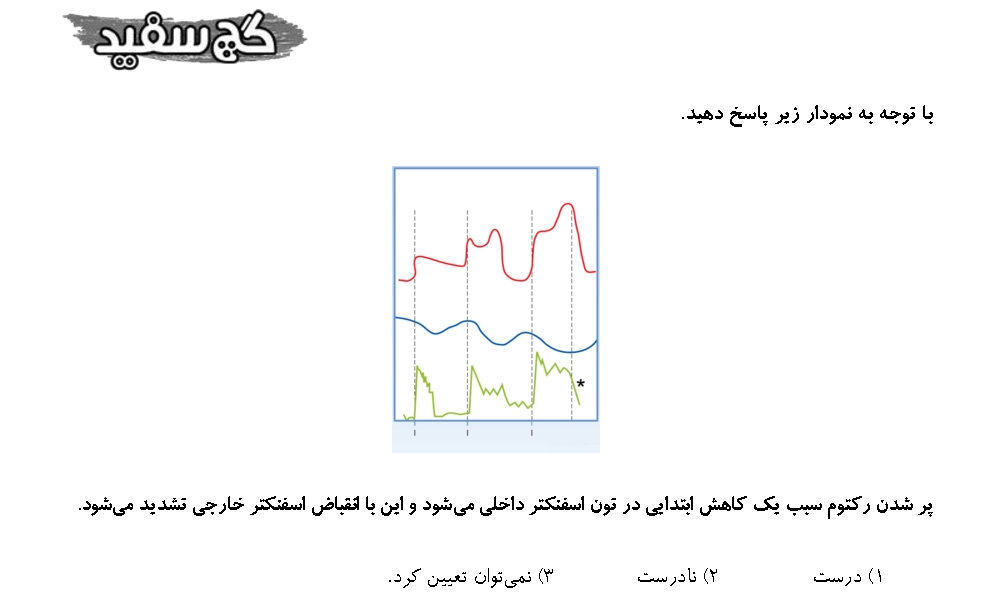 گچ سفید
با توجه به نمودار زیر پاسخ دهید.
*
پر شدن رکتوم سبب یک کاهش ابتدایی در تون اسفنکتر داخلی می‌شود و این با انقباض اسفنکتر خارجی تشدید می‌شود.
۱) درست ۲) نادرست ۳) نمی‌توان تعیین کرد.